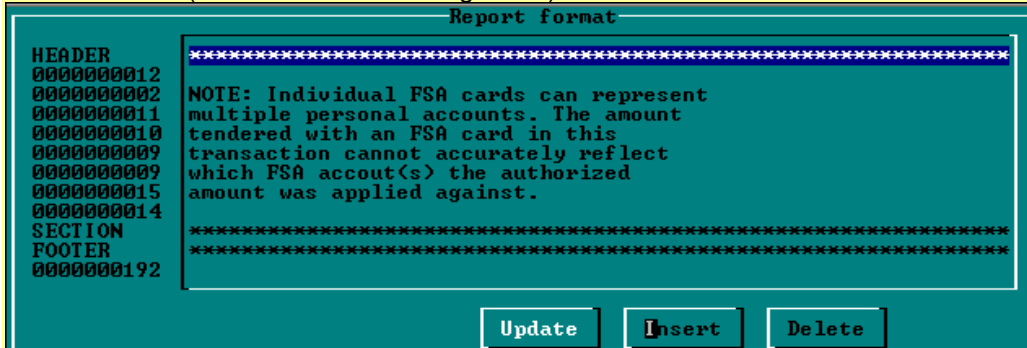 Report format
HEADER ***************************************************************
0000000012
0000000002 NOTE: Individual FSA cards can represent
0000000011 multiple personal accounts. The amount
0000000010 tendered with an FSA card in this
0000000009 transaction cannot accurately reflect
0000000009 which FSA accout(s) the authorized
0000000015 amount was applied against.
0000000014
SECTION ***************************************************************
FOOTER ***************************************************************
0000000192
Update Insert Delete